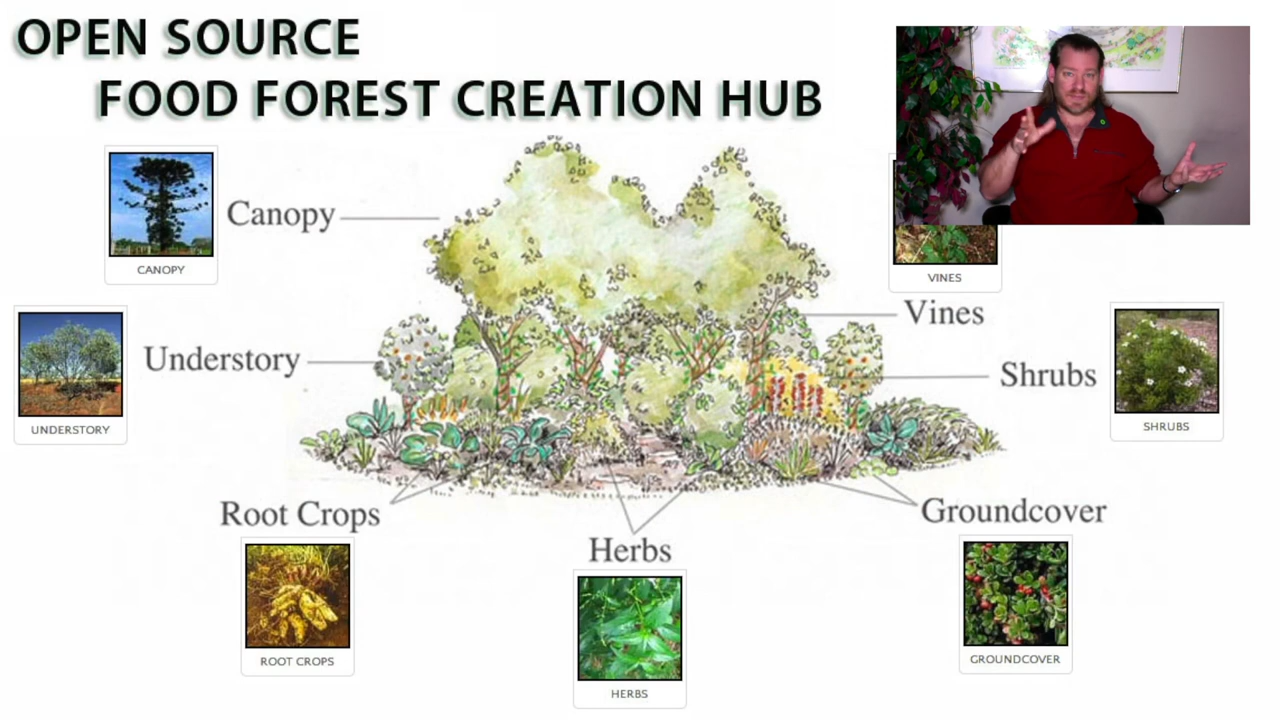 OPEN SOURCE
FOOD FOREST CREATION HUB
Canopy
CANOPY
VINES
Vines
Understory
UNDERSTORY
Shrubs
SHRUBS
Root Crops
ROOT CROPS
Herbs
HERBS
Groundcover
GROUNDCOVER